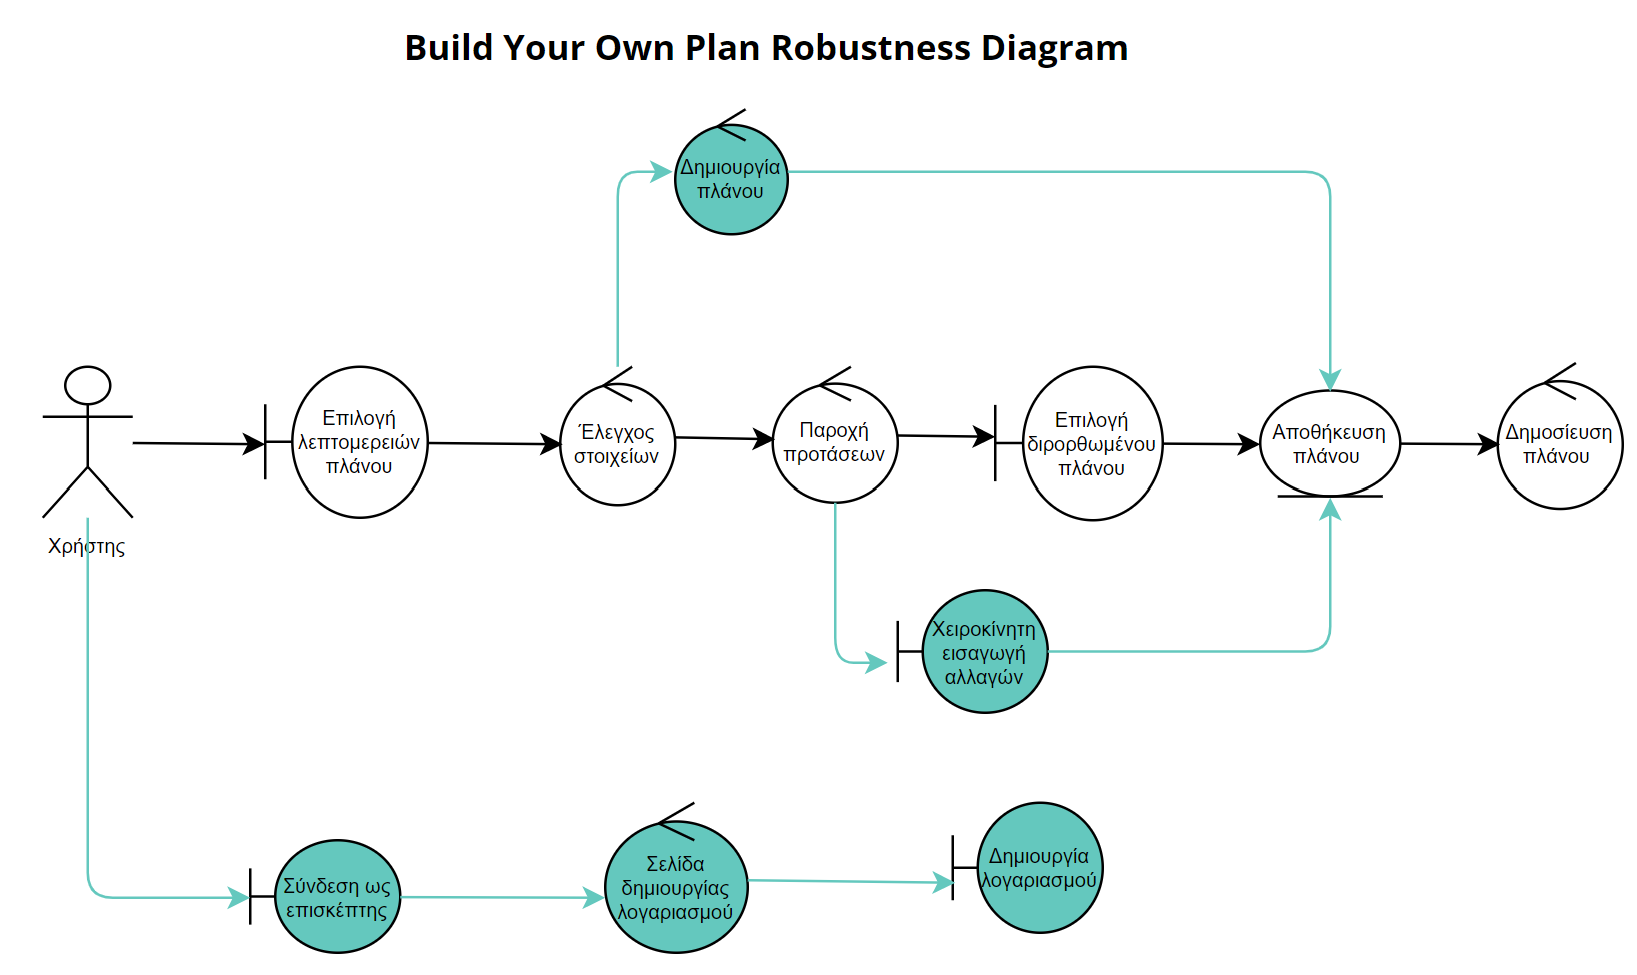 Build Your Own Plan Robustness Diagram
Δημιουργία
πλάνου
Επιλογή
λεπτομερειών
πλάνου
Έλεγχος
στοιχείων
Παροχή
προτάσεων
Επιλογή
διρορθωμένου
πλάνου
Αποθήκευση
πλάνου
Δημοσίευση
πλάνου
Χρήστης
Χειροκίνητη
εισαγωγή
αλλαγών
Σύνδεση ως
επισκέπτης
Σελίδα
δημιουργίας
λογαριασμού
Δημιουργία
λογαριασμού